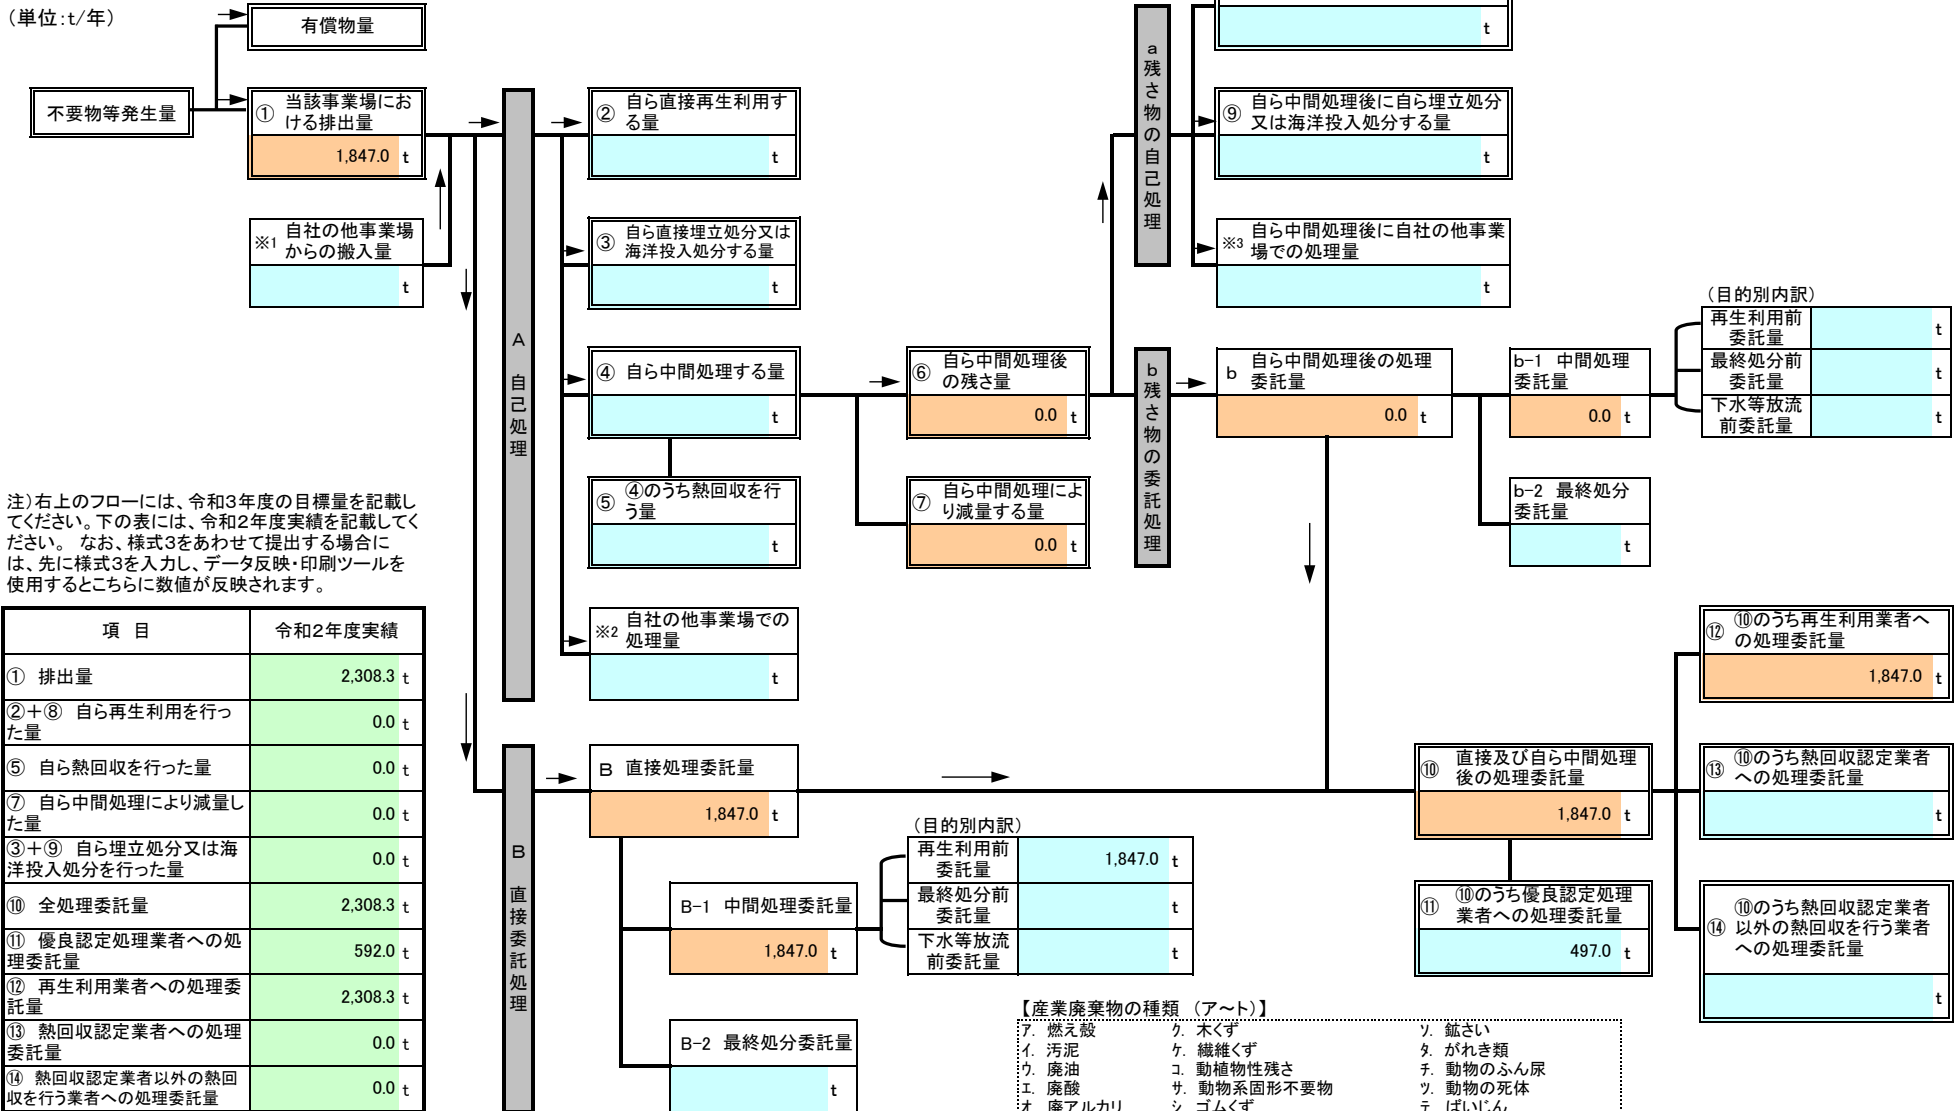 （単位：t/年）
有償物量
不要物等発生量
① 当該事業場にお
ける排出量
1,847.0 t
※1 自社の他事業場
からの搬入量
t
A 自己処理
② 自ら直接再生利用す
る量
t
③ 自ら直接埋立処分又は
海洋投入処分する量
t
④ 自ら中間処理する量
t
⑤ ④のうち熱回収を行
う量
t
※2 自社の他事業場での
処理量
t
⑥ 自ら中間処理後
の残さ量
0.0 t
⑦ 自ら中間処理によ
り減量する量
0.0 t
a 残さ物の自己処理
t
⑨ 自ら中間処理後に自ら埋立処分
又は海洋投入処分する量
t
※3 自ら中間処理後に自社の他事業
場での処理量
t
b 残さ物の委託処理
b 自ら中間処理後の処理
委託量
0.0 t
b-1 中間処理
委託量
0.0 t
（目的別内訳）
再生利用前
委託量
t
最終処分前
委託量
t
下水等放流
前委託量
t
b-2 最終処分
委託量
t
注）右上のフローには、令和３年度の目標量を記載し
てください。下の表には、令和２年度実績を記載してく
ださい。 なお、様式３をあわせて提出する場合に
は、先に様式３を入力し、データ反映・印刷ツールを
使用するとこちらに数値が反映されます。
項 目 令和２年度実績
① 排出量 2,308.3 t
②＋⑧ 自ら再生利用を行っ
た量 0.0 t
⑤ 自ら熱回収を行った量 0.0 t
⑦ 自ら中間処理により減量し
た量 0.0 t
③＋⑨ 自ら埋立処分又は海
洋投入処分を行った量 0.0 t
⑩ 全処理委託量 2,308.3 t
⑪ 優良認定処理業者への処
理委託量 592.0 t
⑫ 再生利用業者への処理委
託量 2,308.3 t
⑬ 熱回収認定業者への処理
委託量 0.0 t
⑭ 熱回収認定業者以外の熱回
収を行う業者への処理委託量 0.0 t
B 直接委託処理
B 直接処理委託量
1,847.0 t
B-1 中間処理委託量
1,847.0 t
（目的別内訳）
再生利用前
委託量
1,847.0 t
最終処分前
委託量
t
下水等放流
前委託量
t
B-2 最終処分委託量
t
⑩ 直接及び自ら中間処理
後の処理委託量
1,847.0 t
⑪ ⑩のうち優良認定処理
業者への処理委託量
497.0 t
⑫ ⑩のうち再生利用業者へ
の処理委託量
1,847.0 t
⑬ ⑩のうち熱回収認定業者
への処理委託量
t
⑭ ⑩のうち熱回収認定業者
以外の熱回収を行う業者
への処理委託量
t
【産業廃棄物の種類 （ア～ト）】
ア. 燃え殻 ク. 木くず ソ. 鉱さい
イ. 汚泥 ケ. 繊維くず タ. がれき類
ウ. 廃油 コ. 動植物性残さ チ. 動物のふん尿
エ. 廃酸 サ. 動物系固形不要物 ツ. 動物の死体
オ. 廃アルカリ シ. ゴムくず テ. ばいじん